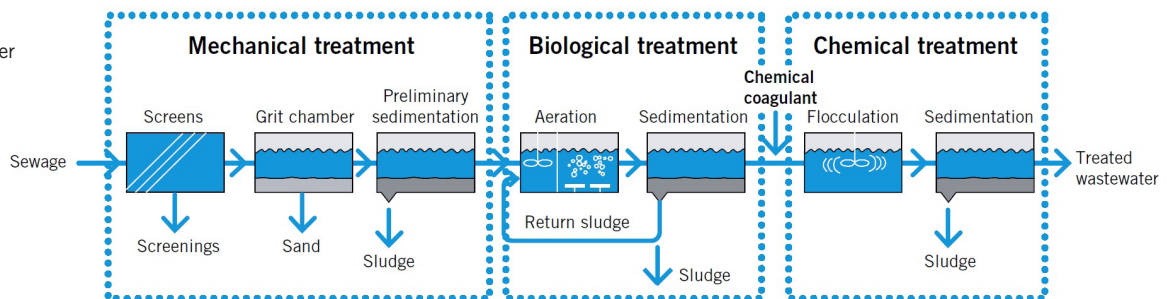 er
Mechanical treatment
Biological treatment
Chemical treatment
Chemical
coagulant
Screens
Grit chamber
Preliminary
sedimentation
Aeration
Sedimentation
Flocculation
Sedimentation
Sewage
Treated
wastewater
Return sludge
Screenings
Sand
Sludge
Sludge
Sludge